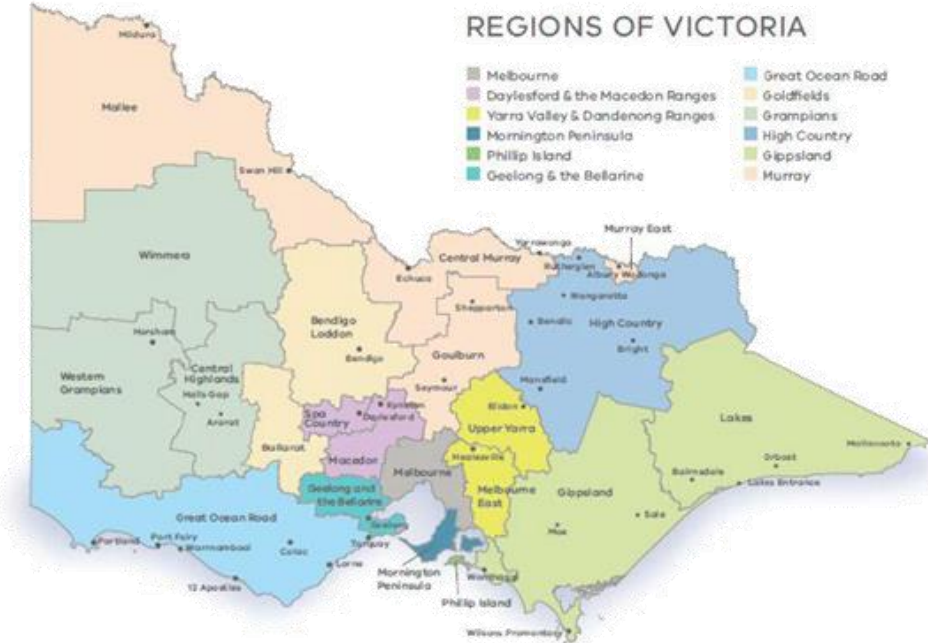 REGIONS OF VICTORIA
Melbourne
Daylesford & the Macedon Ranges
Yarra Valley & Dandenong Ranges
Mornington Peninsula
Phillip Island
Geelong & the Bellarine
Great Ocean Road
Goldfields
Grampians
High Country
Gippsland
Murray
Mildura
Mallee
Swan Hill
Wimmera
Murray East
Yarrawonga
Central Murray
Rutherglen
Albury Wodonga
Echuca
Wangaratta
Shepparton
High Country
Bendigo
Loddon
Benalla
Horsham
Bright
Goulburn
Bendigo
Central
Highlands
Western
Grampians
Seymour
Mansfield
Halls Gap
Kyneton
Spa
Country
Daylesford
Eildon
Lakes
Ararat
Upper Yarra
Ballarat
Mallacoota
Macedon
Healesville
Melbourne
Orbost
Bairnsdale
Geelong and
the Bellarine
Melbourne
East
Gippsland
Lakes Entrance
Great Ocean Road
Sale
Geelong
Moe
Portland
Port Fairy
Warrnambool
Colac
Torquay
Lorne
Mornington
Peninsula
Wonthaggi
12 Apostles
Phillip Island
Wilsons Promontory